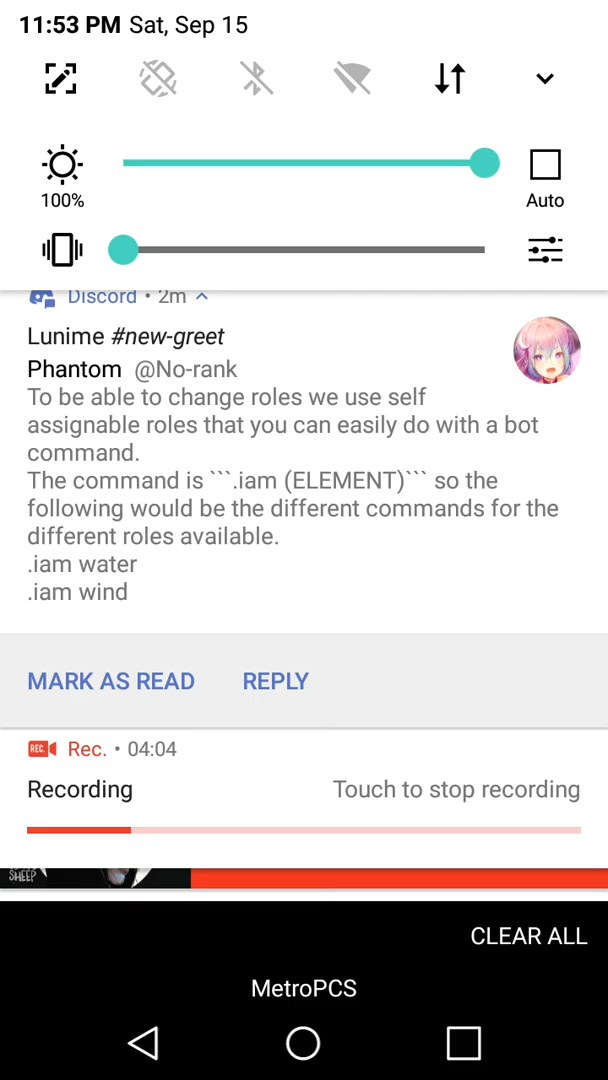 11:53 PM Sat, Sep 15
100%
Auto
Discord • 2m
Lunime #new-greet
Phantom @No-rank
To be able to change roles we use self
assignable roles that you can easily do with a bot
command.
The command is ```.iam (ELEMENT)``` so the
following would be the different commands for the
different roles available.
.iam water
.iam wind
MARK AS READ REPLY
REC. Rec. • 04:04
Recording Touch to stop recording
SHEEP
CLEAR ALL
MetroPCS